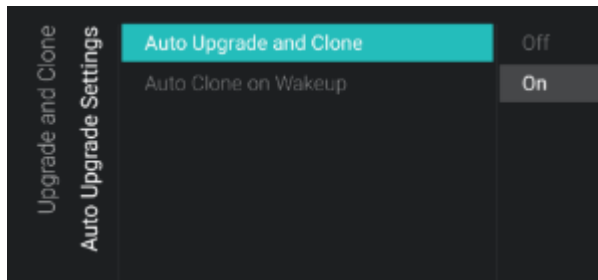 Upgrade and Clone
Auto Upgrade Settings
Auto Upgrade and Clone
Auto Clone on Wakeup
Off
On